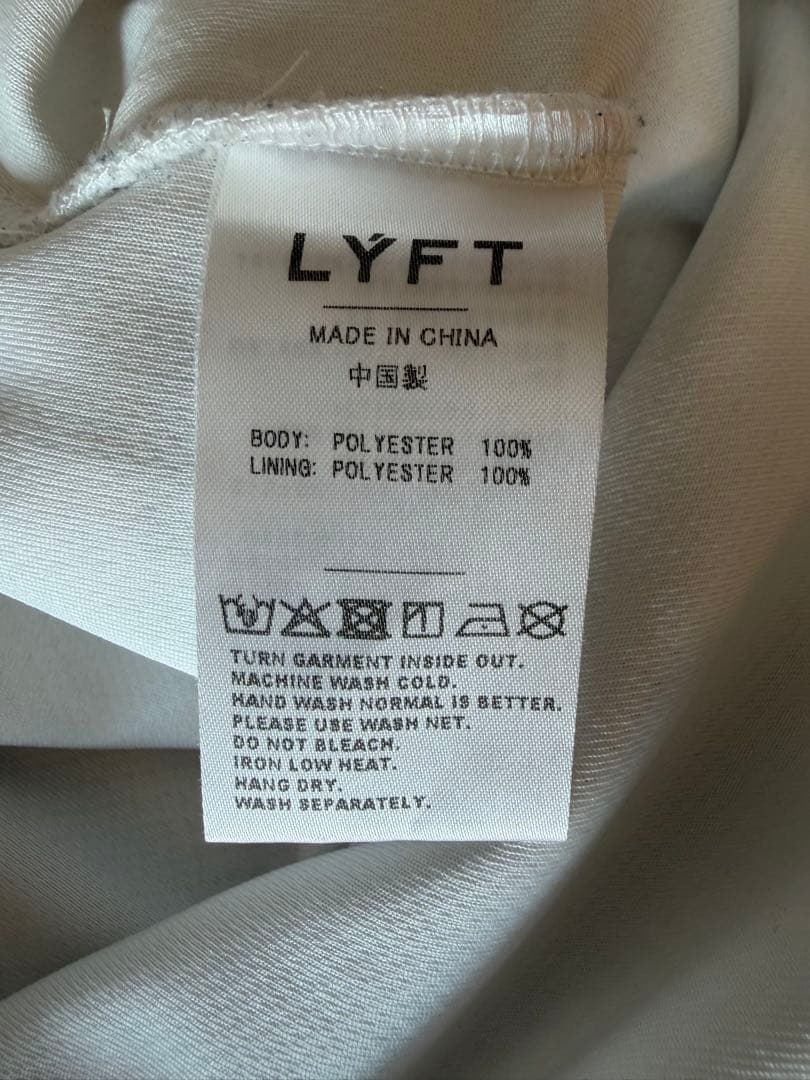 LÝFT
MADE IN CHINA
中国製
BODY: POLYESTER 100%
LINING: POLYESTER 100%
TURN GARMENT INSIDE OUT.
MACHINE WASH COLD.
HAND WASH NORMAL IS BETTER.
PLEASE USE WASH NET.
DO NOT BLEACH.
IRON LOW HEAT.
HANG DRY.
WASH SEPARATELY.